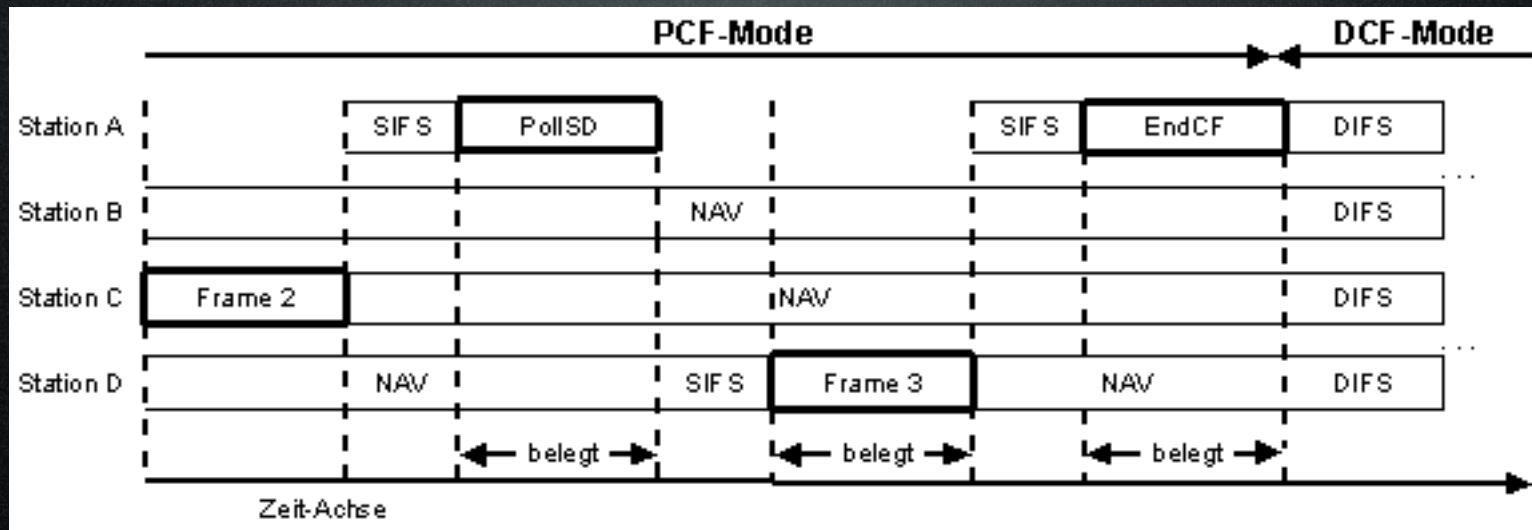 PCF-Mode DCF-Mode
Station A SIFS PollSD SIFS EndCF DIFS
. . .
Station B NAV DIFS
Station C Frame 2 NAV DIFS
. . .
Station D NAV SIFS Frame 3 NAV DIFS
belegt belegt belegt
Zeit-Achse